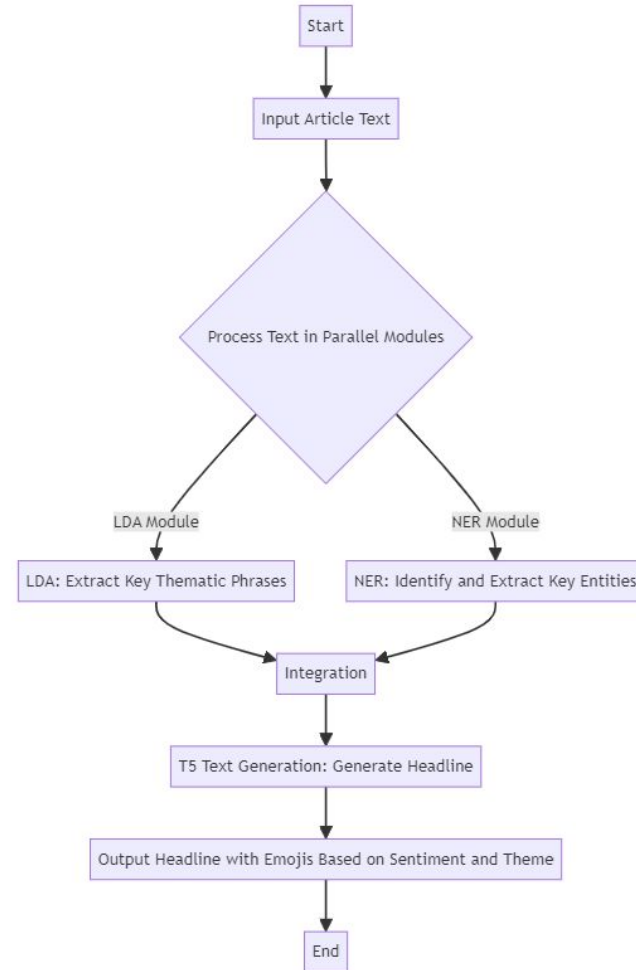 Start
Input Article Text
Process Text in Parallel Modules
LDA Module
NER Module
LDA: Extract Key Thematic Phrases
NER: Identify and Extract Key Entities
Integration
T5 Text Generation: Generate Headline
Output Headline with Emojis Based on Sentiment and Theme
End